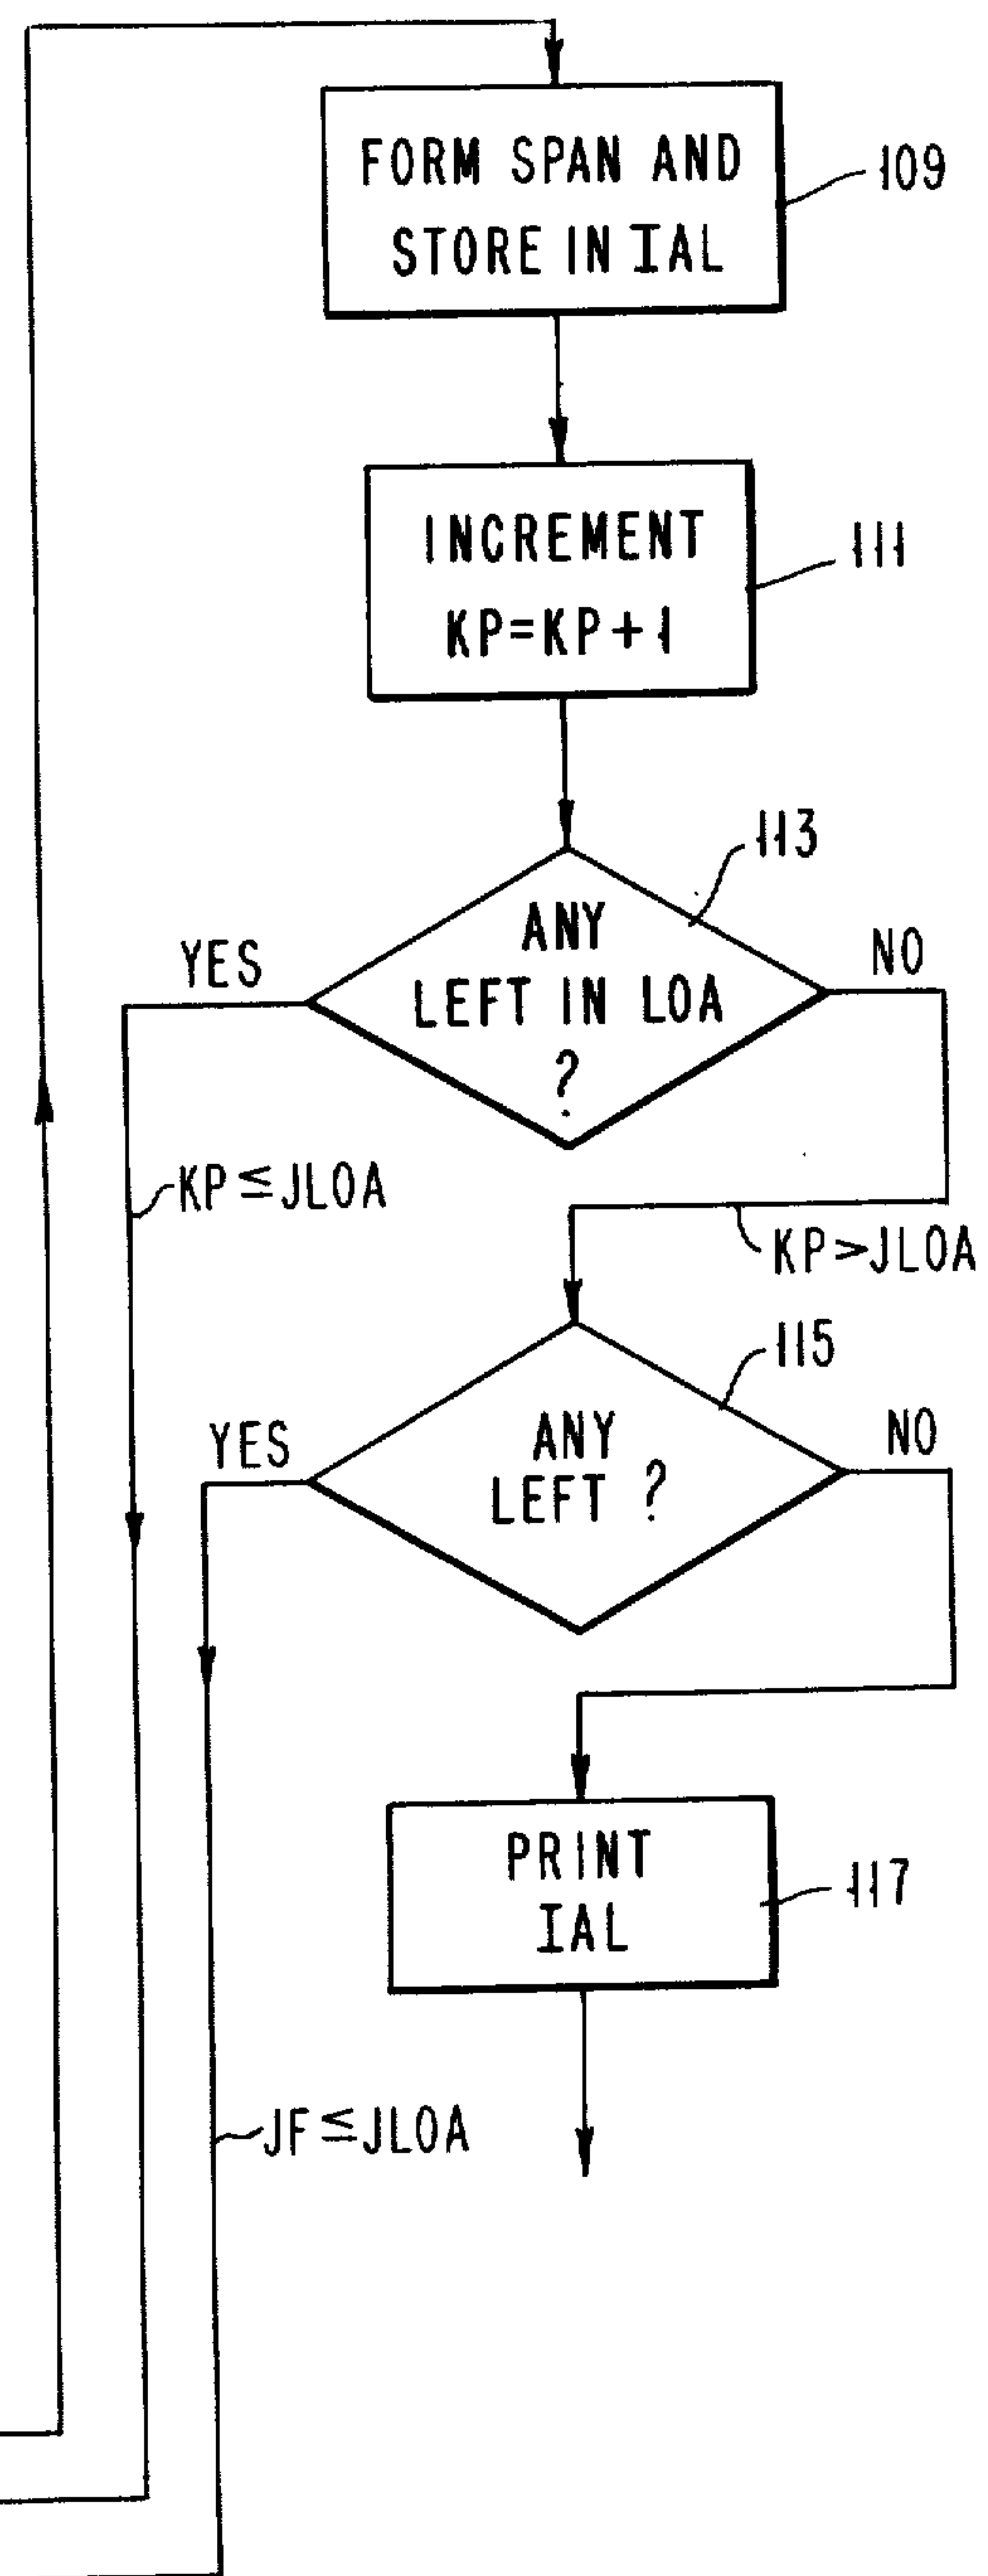 FORM SPAN AND
STORE IN IAL
109
INCREMENT
KP=KP+1
111
113
ANY
LEFT IN LOA
?
YES
NO
KP≦JLOA
KP>JLOA
115
ANY
LEFT ?
YES
NO
PRINT
IAL
117
JF≦JLOA